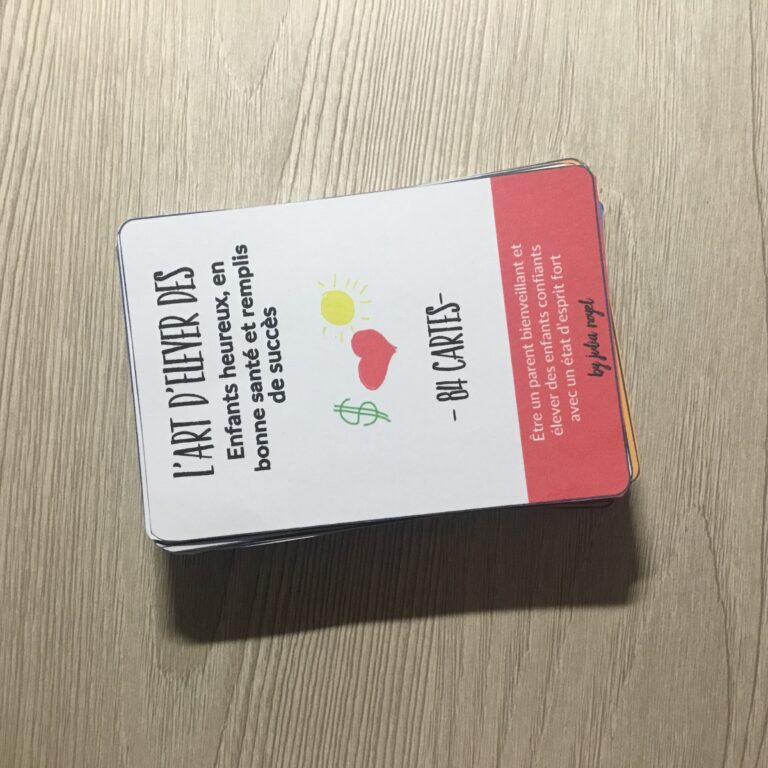 L'ART D'ELEVER DES
Enfants heureux, en
bonne santé et remplis
de succès
$
- 84 CARTES-
Être un parent bienveillant et
élever des enfants confiants
avec un état d'esprit fort
by julia noyel